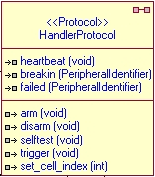 <<Protocol>>
HandlerProtocol
heartbeat (void)
breakin (PeripheralIdentifier)
failed (PeripheralIdentifier)
arm (void)
disarm (void)
selftest (void)
trigger (void)
set_cell_index (int)